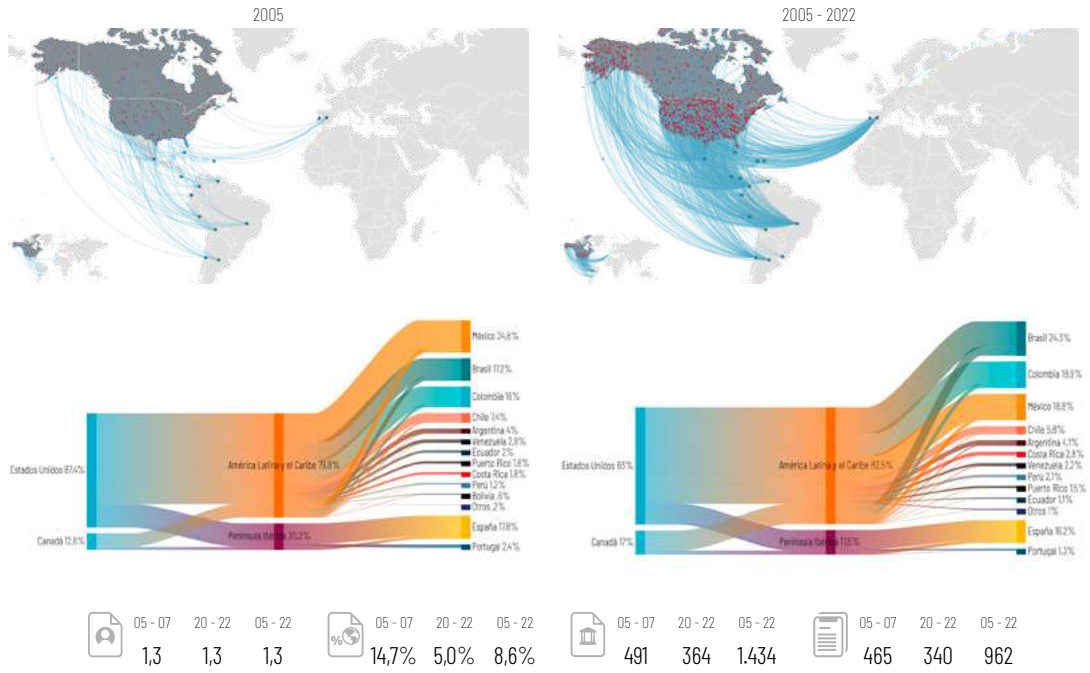 2005
2005 - 2022
México 24,8%
Brasil 17,2%
Colombia 16%
Chile 7,4%
Argentina 4%
Venezuela 2,8%
Ecuador 2%
Puerto Rico 1,8%
Costa Rica 1,8%
Perú 1,2%
Bolivia ,6%
Otros ,2%
España 17,8%
Portugal 2,4%
Estados Unidos 87,4%
Canadá 12,6%
América Latina y el Caribe 79,8%
Península Ibérica 20,2%
Brasil 24,3%
Colombia 18,9%
México 18,8%
Chile 5,8%
Argentina 4,1%
Costa Rica 2,8%
Venezuela 2,2%
Perú 2,1%
Puerto Rico 1,5%
Ecuador 1,1%
Otros 1%
España 16,2%
Portugal 1,3%
Estados Unidos 83%
Canadá 17%
América Latina y el Caribe 82,5%
Península Ibérica 17,5%
05 - 07 20 - 22 05 - 22
1,3 1,3 1,3
%
05 - 07 20 - 22 05 - 22
14,7% 5,0% 8,6%
05 - 07 20 - 22 05 - 22
491 364 1.434
05 - 07 20 - 22 05 - 22
465 340 962